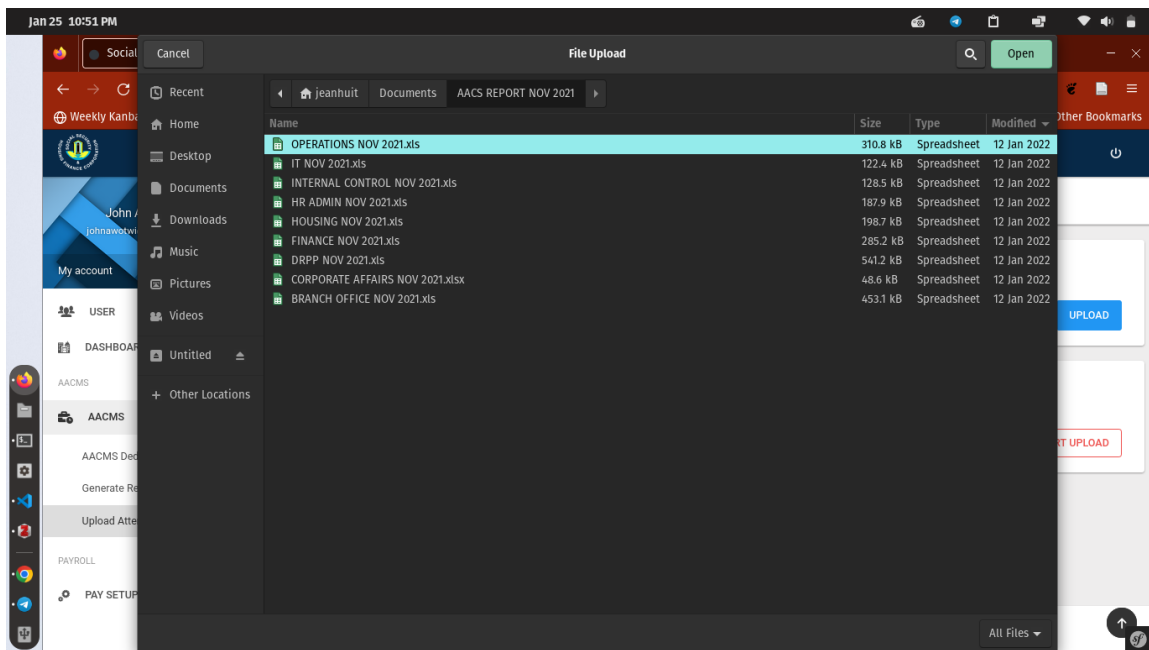 Jan 25 10:51 PM
Social
Cancel
File Upload
Open
Weekly Kanba
Other Bookmarks
Recent
Home
Desktop
Documents
Downloads
Music
Pictures
Videos
Untitled
+ Other Locations
jeanhuit Documents AACS REPORT NOV 2021
Name Size Type Modified
OPERATIONS NOV 2021.xls 310.8 kB Spreadsheet 12 Jan 2022
IT NOV 2021.xls 122.4 kB Spreadsheet 12 Jan 2022
INTERNAL CONTROL NOV 2021.xls 128.5 kB Spreadsheet 12 Jan 2022
HR ADMIN NOV 2021.xls 187.9 kB Spreadsheet 12 Jan 2022
HOUSING NOV 2021.xls 198.7 kB Spreadsheet 12 Jan 2022
FINANCE NOV 2021.xls 285.2 kB Spreadsheet 12 Jan 2022
DRPP NOV 2021.xls 541.2 kB Spreadsheet 12 Jan 2022
CORPORATE AFFAIRS NOV 2021.xlsx 48.6 kB Spreadsheet 12 Jan 2022
BRANCH OFFICE NOV 2021.xls 453.1 kB Spreadsheet 12 Jan 2022
John A
johnawotwi
My account
USER
DASHBOAR
AACMS
AACMS
AACMS Ded
Generate Re
Upload Atte
PAYROLL
PAY SETUP
UPLOAD
RT UPLOAD
All Files
sf